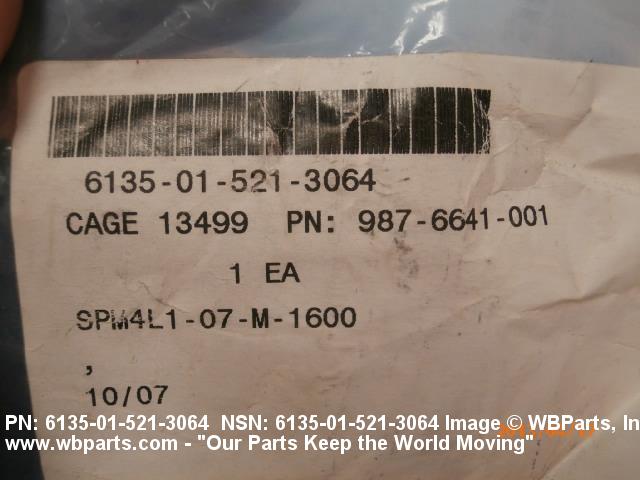 6135-01-521-3064
CAGE 13499 PN: 987-6641-001
1 EA
SPM4L1-07-M-1600
,
10/07
PN: 6135-01-521-3064 NSN: 6135-01-521-3064 Image © WBParts, In
www.wbparts.com - "Our Parts Keep the World Moving"